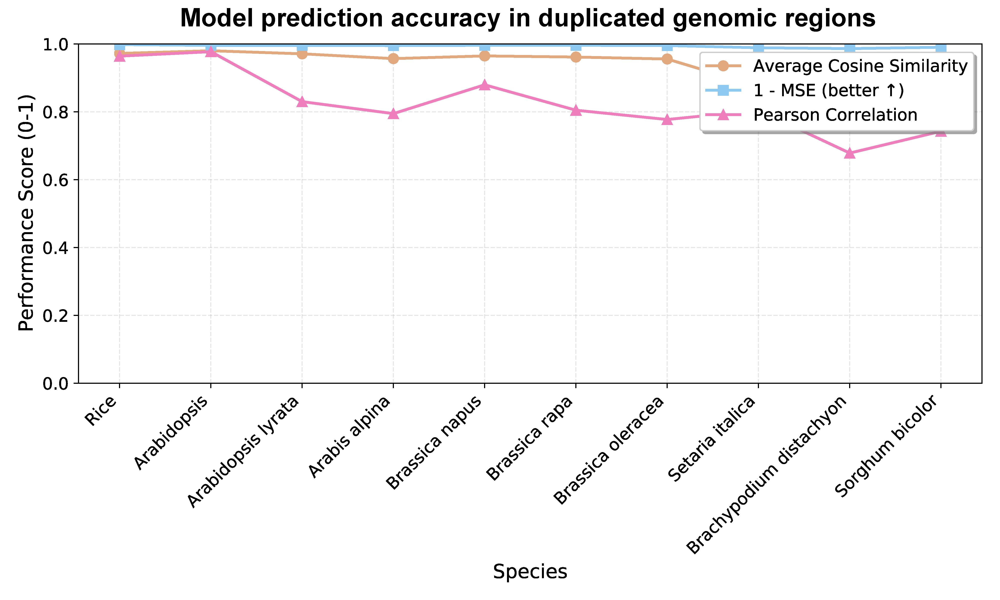 Model prediction accuracy in duplicated genomic regions
1.0
0.8
0.6
0.4
0.2
0.0
Performance Score (0-1)
Average Cosine Similarity
1 - MSE (better ↑)
Pearson Correlation
Rice
Arabidopsis
Arabidopsis lyrata
Arabis alpina
Brassica napus
Brassica rapa
Brassica oleracea
Setaria italica
Brachypodium distachyon
Sorghum bicolor
Species